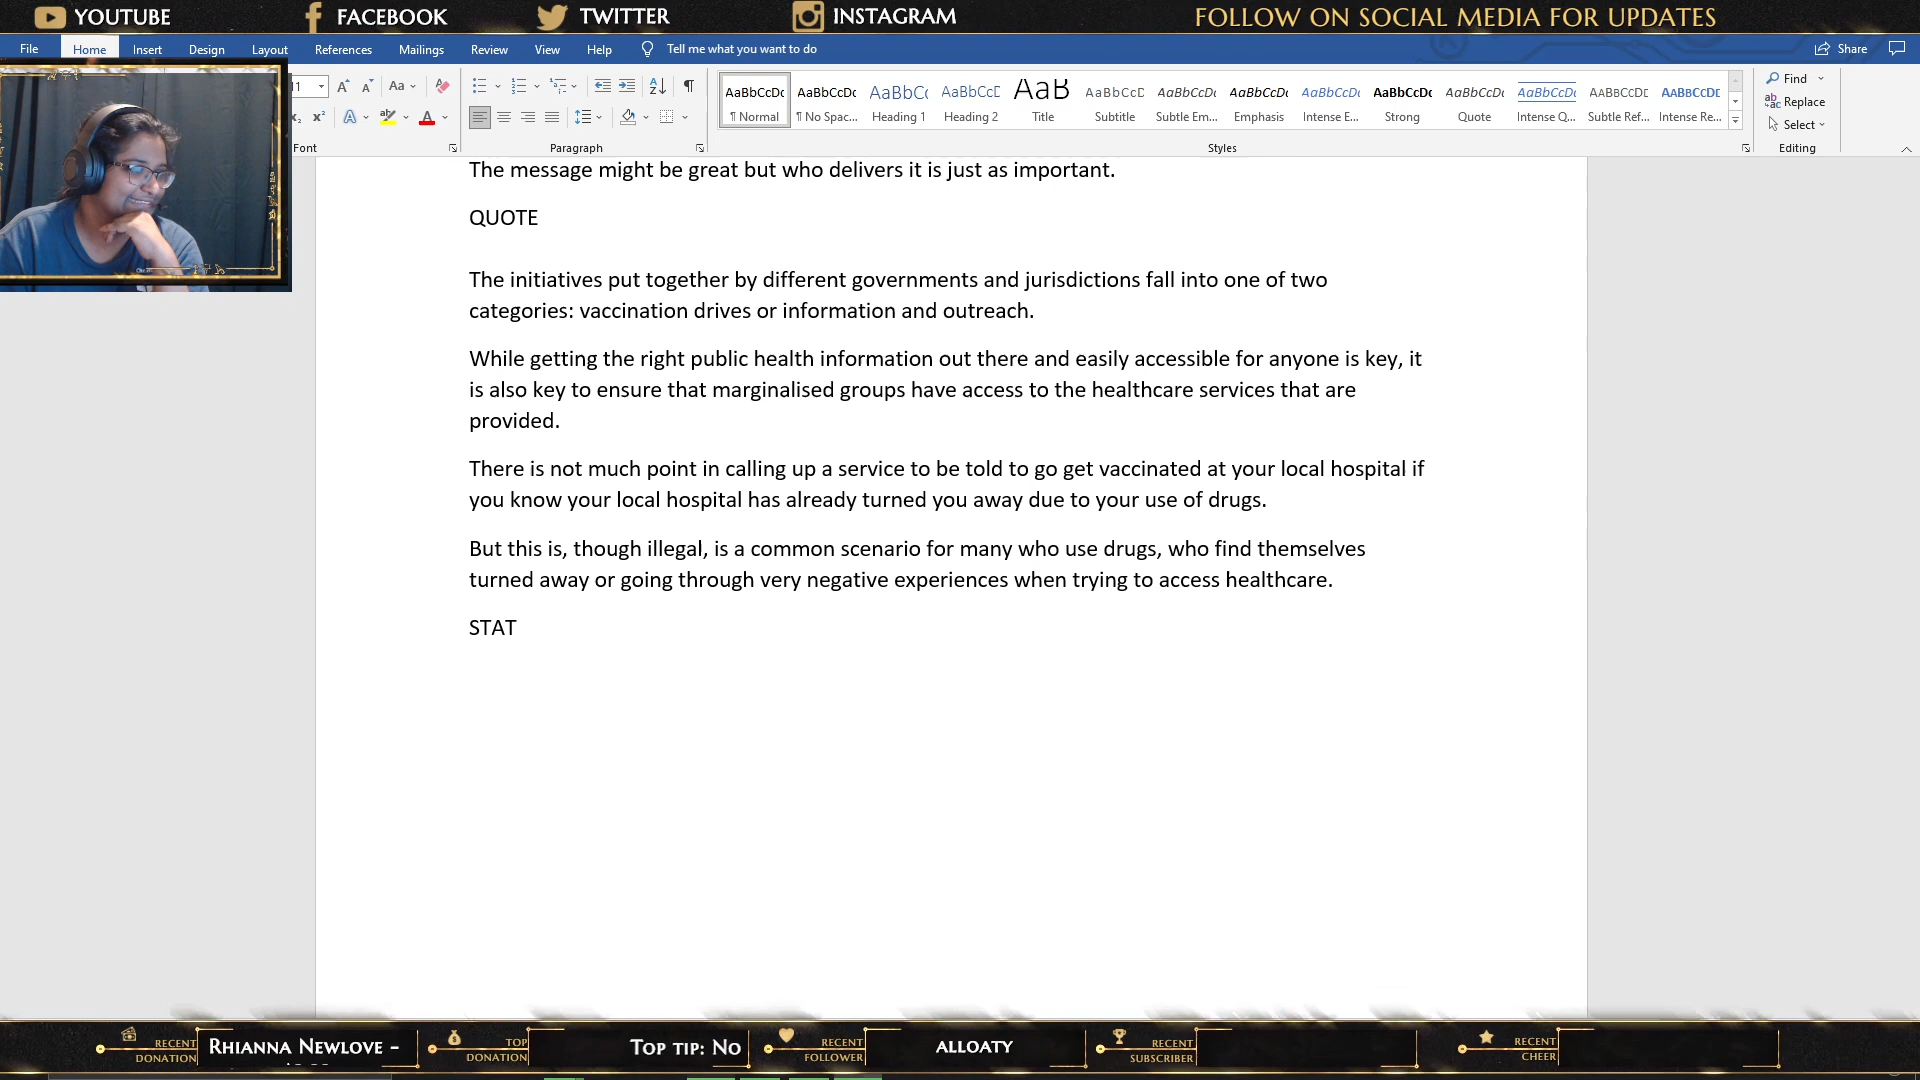 YOUTUBE FACEBOOK TWITTER INSTAGRAM FOLLOW ON SOCIAL MEDIA FOR UPDATES
File Home Insert Design Layout References Mailings Review View Help Tell me what you want to do Share
Aa Find
Replace
Select
AaBbCcDc AaBbCcDc AaBbCc AaBbCcD AaB AaBbCcD AaBbCcDc AaBbCcDc AaBbCcDc AaBbCcDc AaBbCcDc AaBbCcDc AaBbCcDc AaBbCcDc
¶ Normal ¶ No Spac... Heading 1 Heading 2 Title Subtitle Subtle Em... Emphasis Intense E... Strong Quote Intense Q... Subtle Ref... Intense Re...
Font Paragraph Styles Editing
The message might be great but who delivers it is just as important.
QUOTE
The initiatives put together by different governments and jurisdictions fall into one of two
categories: vaccination drives or information and outreach.
While getting the right public health information out there and easily accessible for anyone is key, it
is also key to ensure that marginalised groups have access to the healthcare services that are
provided.
There is not much point in calling up a service to be told to go get vaccinated at your local hospital if
you know your local hospital has already turned you away due to your use of drugs.
But this is, though illegal, is a common scenario for many who use drugs, who find themselves
turned away or going through very negative experiences when trying to access healthcare.
STAT
RECENT DONATION RHIANNA NEWLOVE -
TOP DONATION TOP TIP: NO
RECENT FOLLOWER ALLOATY
RECENT SUBSCRIBER
RECENT CHEER